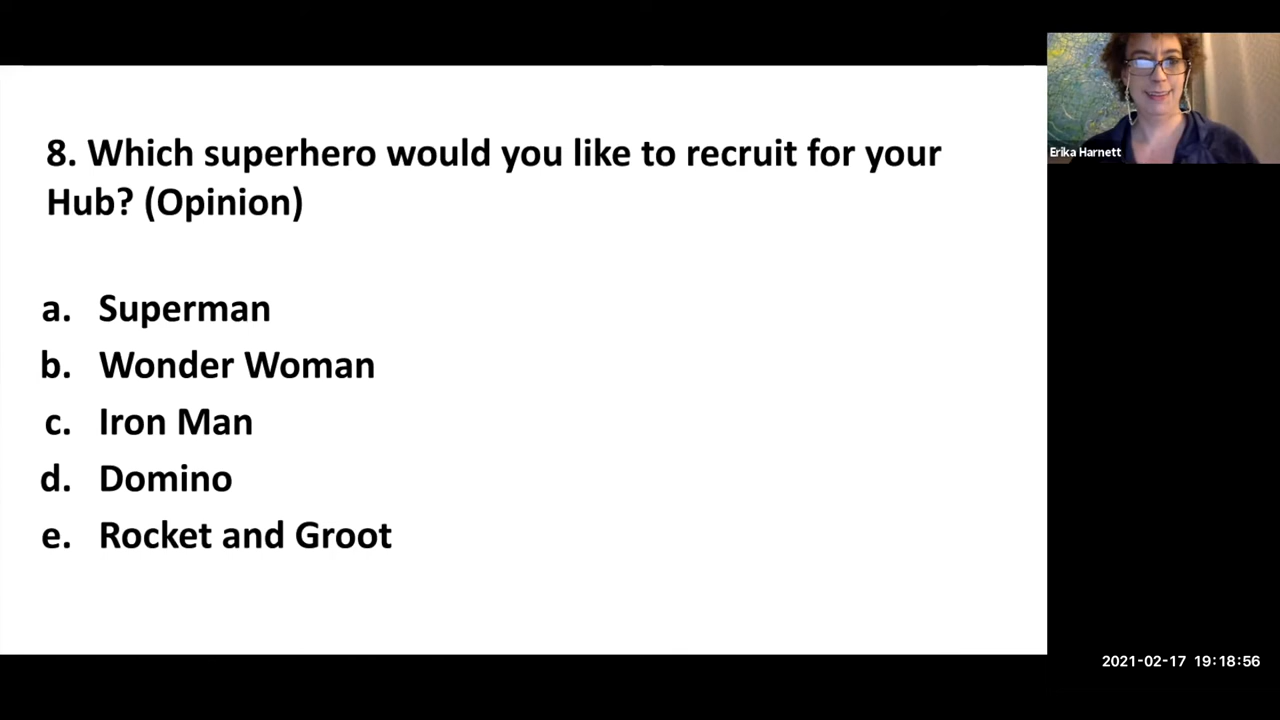 8. Which superhero would you like to recruit for your
Hub? (Opinion)
a. Superman
b. Wonder Woman
c. Iron Man
d. Domino
e. Rocket and Groot
Erika Harnett
2021-02-17 19:18:56